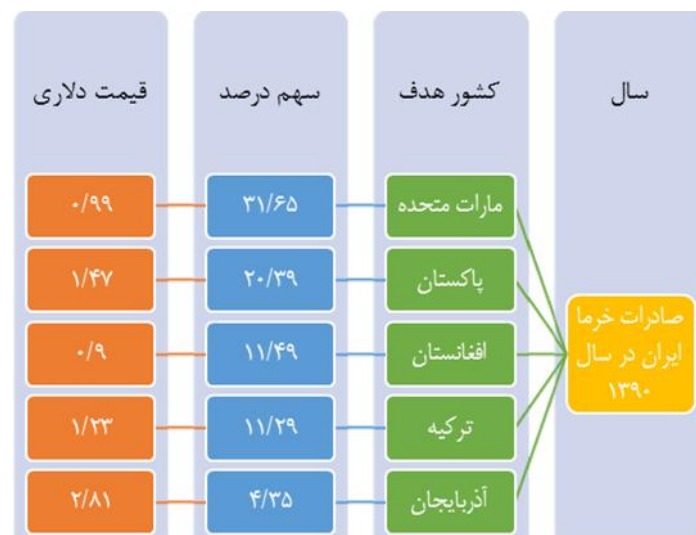 سال
کشور هدف
سهم درصد
قیمت دلاری
صادرات خرما
ایران در سال
۱۳۹۰
مارات متحده
۳۱/۶۵
۰/۹۹
پاکستان
۲۰/۳۹
۱/۴۷
افغانستان
۱۱/۴۹
۰/۹
ترکیه
۱۱/۲۹
۱/۲۳
آذربایجان
۴/۳۵
۲/۸۱